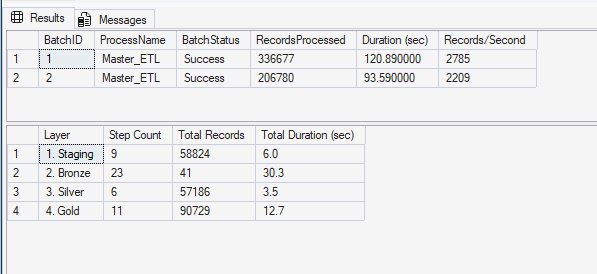 Results Messages
BatchID ProcessName BatchStatus RecordsProcessed Duration (sec) Records/Second
1 1 Master_ETL Success 336677 120.890000 2785
2 2 Master_ETL Success 206780 93.590000 2209
Layer Step Count Total Records Total Duration (sec)
1 1. Staging 9 58824 6.0
2 2. Bronze 23 41 30.3
3 3. Silver 6 57186 3.5
4 4. Gold 11 90729 12.7